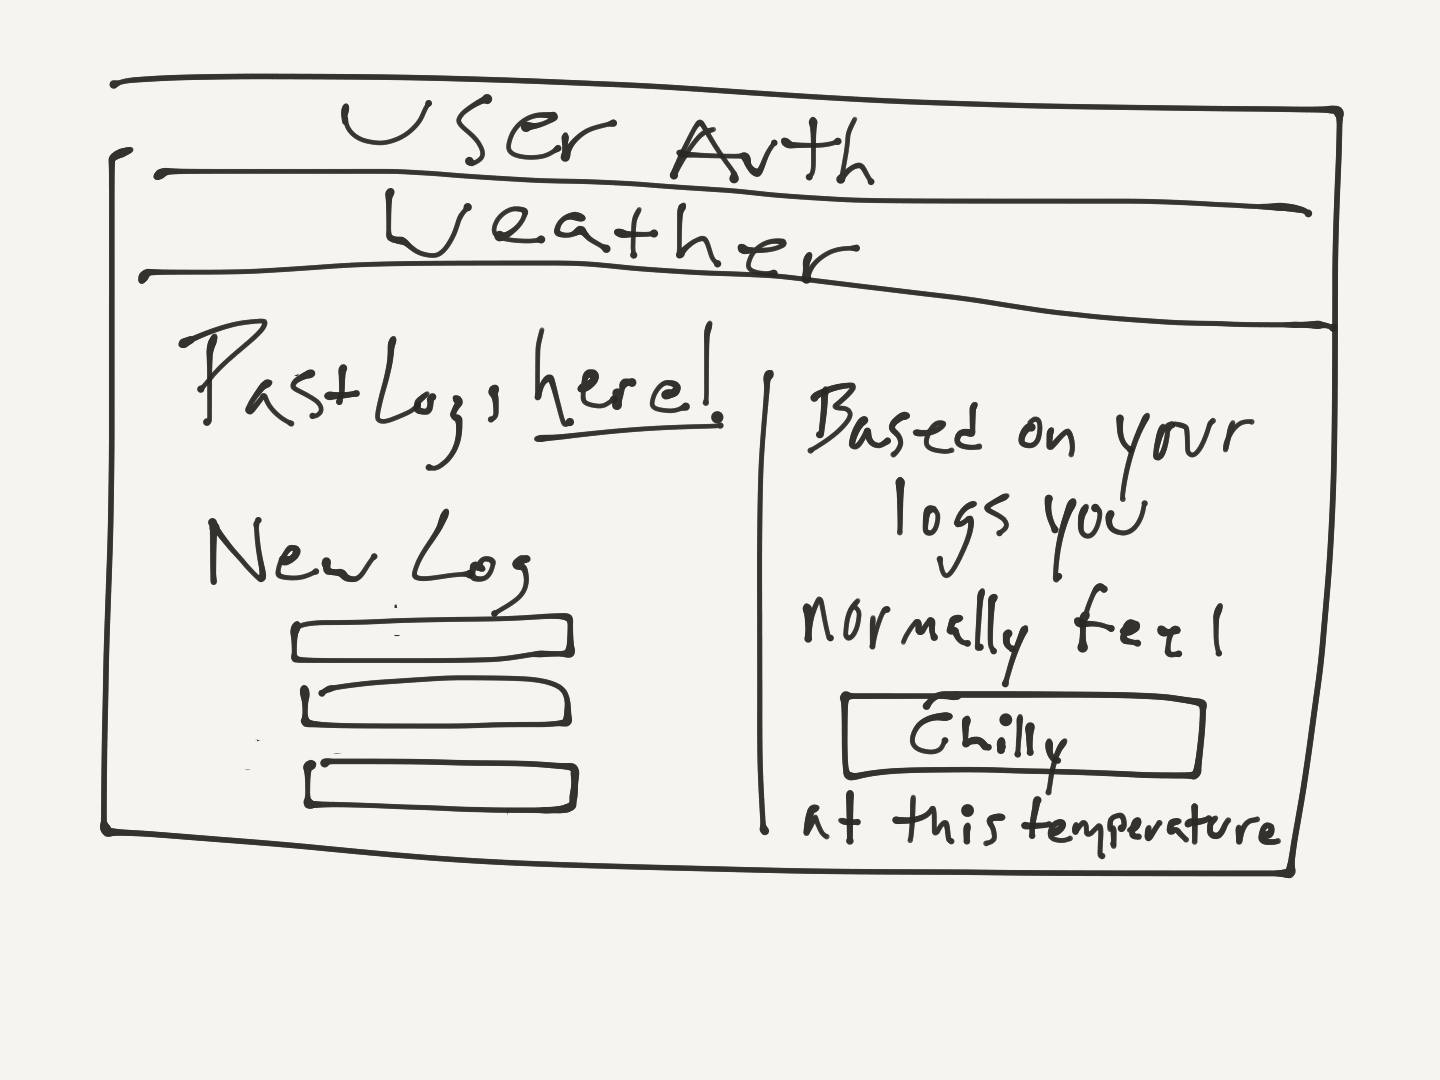 User Auth
Weather
Past Logs here!
New Log
Based on your
logs you
Normally feel
Chilly
at this temperature